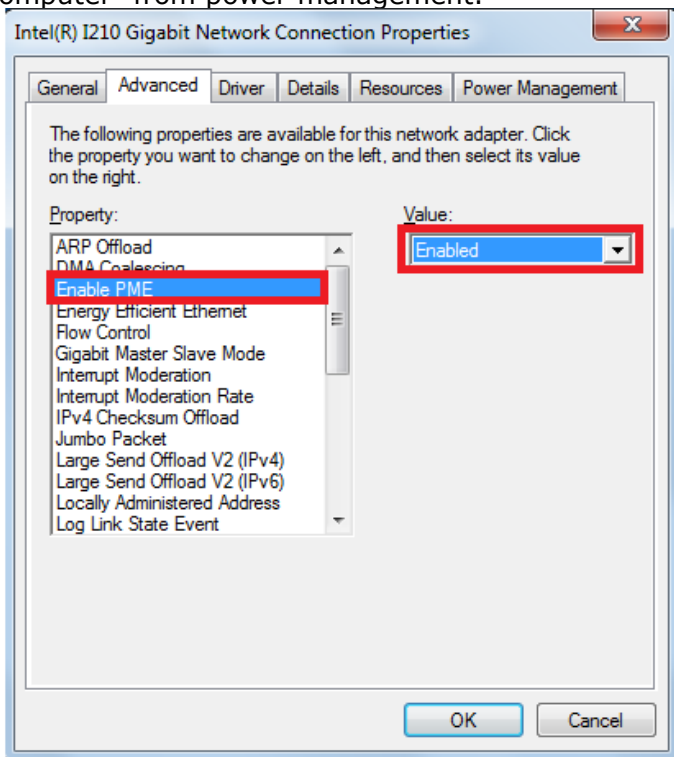 omputer" from power management.
Intel(R) I210 Gigabit Network Connection Properties
X
General Advanced Driver Details Resources Power Management
The following properties are available for this network adapter. Click
the property you want to change on the left, and then select its value
on the right.
Property:
Value:
ARP Offload
Enabled
DMA Coalescing
Enable PME
Energy Efficient Ethernet
Flow Control
Gigabit Master Slave Mode
Interrupt Moderation
Interrupt Moderation Rate
IPv4 Checksum Offload
Jumbo Packet
Large Send Offload V2 (IPv4)
Large Send Offload V2 (IPv6)
Locally Administered Address
Log Link State Event
OK
Cancel